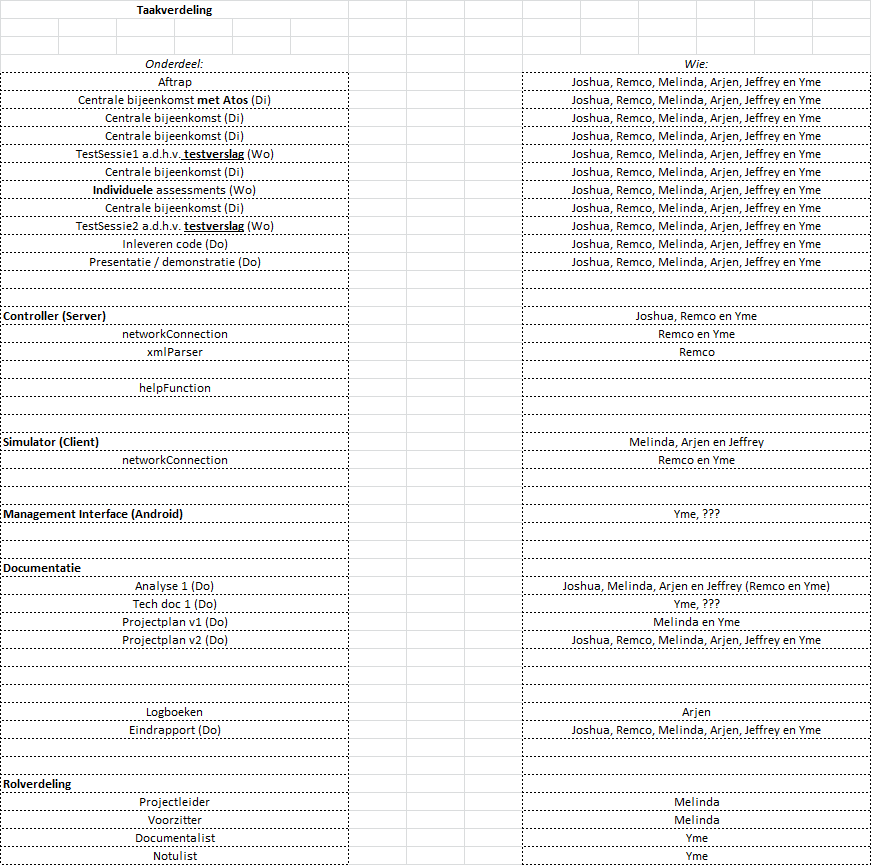 Taakverdeling
Onderdeel: Wie:
Aftrap Joshua, Remco, Melinda, Arjen, Jeffrey en Yme
Centrale bijeenkomst met Atos (Di) Joshua, Remco, Melinda, Arjen, Jeffrey en Yme
Centrale bijeenkomst (Di) Joshua, Remco, Melinda, Arjen, Jeffrey en Yme
Centrale bijeenkomst (Di) Joshua, Remco, Melinda, Arjen, Jeffrey en Yme
TestSessie1 a.d.h.v. testverslag (Wo) Joshua, Remco, Melinda, Arjen, Jeffrey en Yme
Centrale bijeenkomst (Di) Joshua, Remco, Melinda, Arjen, Jeffrey en Yme
Individuele assessments (Wo) Joshua, Remco, Melinda, Arjen, Jeffrey en Yme
Centrale bijeenkomst (Di) Joshua, Remco, Melinda, Arjen, Jeffrey en Yme
TestSessie2 a.d.h.v. testverslag (Wo) Joshua, Remco, Melinda, Arjen, Jeffrey en Yme
Inleveren code (Do) Joshua, Remco, Melinda, Arjen, Jeffrey en Yme
Presentatie / demonstratie (Do) Joshua, Remco, Melinda, Arjen, Jeffrey en Yme
Controller (Server) Joshua, Remco en Yme
networkConnection Remco en Yme
xmlParser Remco
helpFunction
Simulator (Client) Melinda, Arjen en Jeffrey
networkConnection Remco en Yme
Management Interface (Android) Yme, ???
Documentatie
Analyse 1 (Do) Joshua, Melinda, Arjen en Jeffrey (Remco en Yme)
Tech doc 1 (Do) Yme, ???
Projectplan v1 (Do) Melinda en Yme
Projectplan v2 (Do) Joshua, Remco, Melinda, Arjen, Jeffrey en Yme
Logboeken Arjen
Eindrapport (Do) Joshua, Remco, Melinda, Arjen, Jeffrey en Yme
Rolverdeling
Projectleider Melinda
Voorzitter Melinda
Documentalist Yme
Notulist Yme